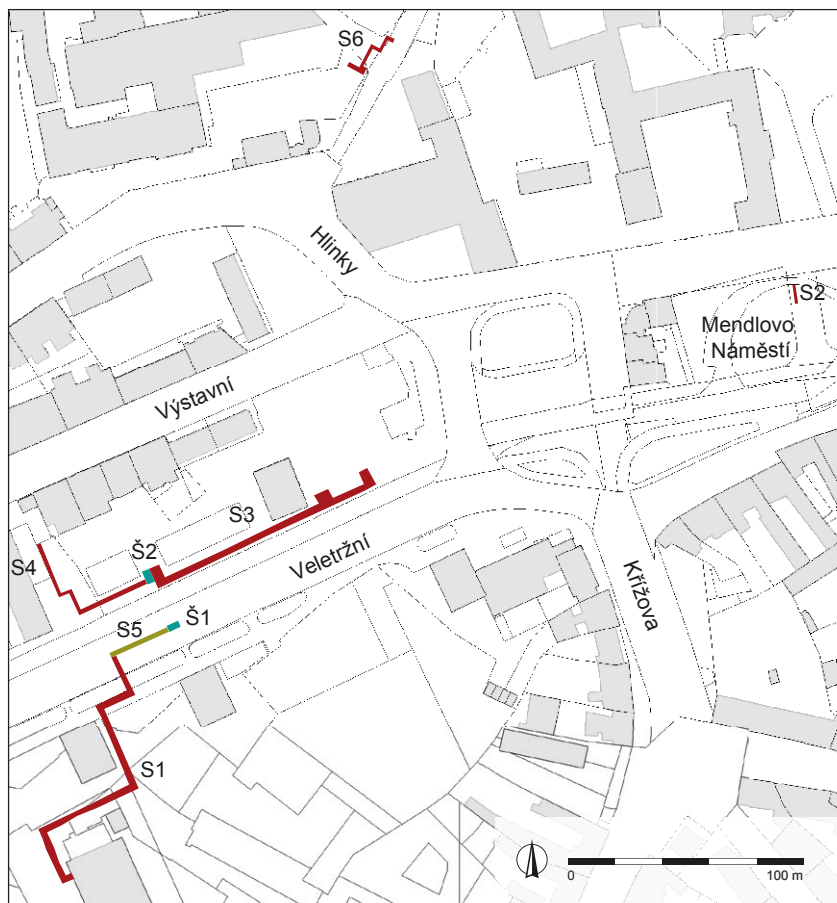 S6
Hlinky
S2
Mendlovo
Náměstí
Výstavní
S3
Š2
S4
Veletržní
Š1
S5
Křížova
S1
0
100 m